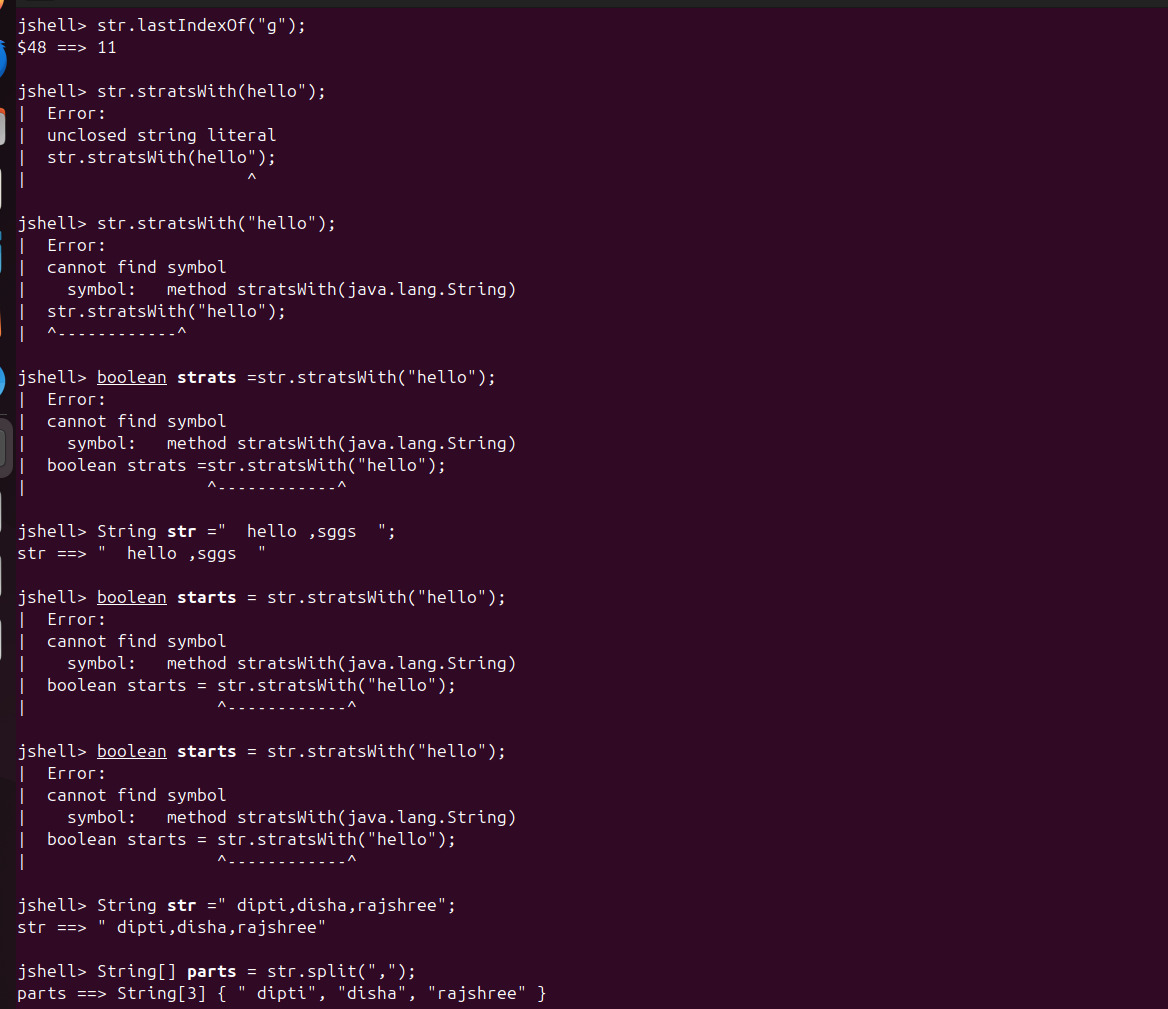 jshell> str.lastIndexOf("g");
$48 ==> 11
jshell> str.stratsWith(hello");
|  Error:
|  unclosed string literal
|  str.stratsWith(hello");
|                       ^
jshell> str.stratsWith("hello");
|  Error:
|  cannot find symbol
|    symbol:   method stratsWith(java.lang.String)
|  str.stratsWith("hello");
|  ^------------^
jshell> boolean strats =str.stratsWith("hello");
|  Error:
|  cannot find symbol
|    symbol:   method stratsWith(java.lang.String)
|  boolean strats =str.stratsWith("hello");
|                  ^------------^
jshell> String str ="  hello ,sggs  ";
str ==> "  hello ,sggs  "
jshell> boolean starts = str.stratsWith("hello");
|  Error:
|  cannot find symbol
|    symbol:   method stratsWith(java.lang.String)
|  boolean starts = str.stratsWith("hello");
|                   ^------------^
jshell> boolean starts = str.stratsWith("hello");
|  Error:
|  cannot find symbol
|    symbol:   method stratsWith(java.lang.String)
|  boolean starts = str.stratsWith("hello");
|                   ^------------^
jshell> String str =" dipti,disha,rajshree";
str ==> " dipti,disha,rajshree"
jshell> String[] parts = str.split(",");
parts ==> String[3] { " dipti", "disha", "rajshree" }